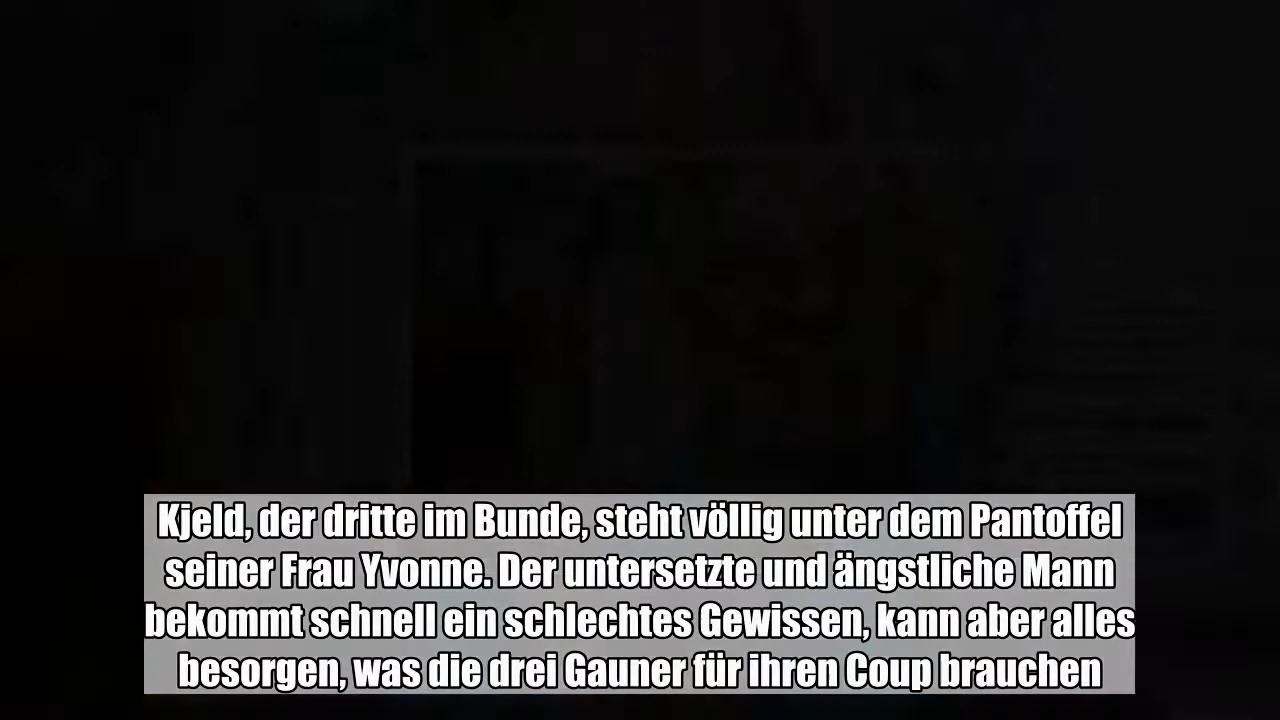 Kjeld, der dritte im Bunde, steht völlig unter dem Pantoffel
seiner Frau Yvonne. Der untersetzte und ängstliche Mann
bekommt schnell ein schlechtes Gewissen, kann aber alles
besorgen, was die drei Gauner für ihren Coup brauchen